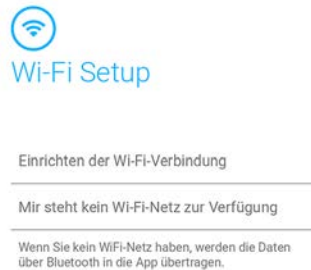 Wi-Fi Setup
Einrichten der Wi-Fi-Verbindung
Mir steht kein Wi-Fi-Netz zur Verfügung
Wenn Sie kein WiFi-Netz haben, werden die Daten
über Bluetooth in die App übertragen.